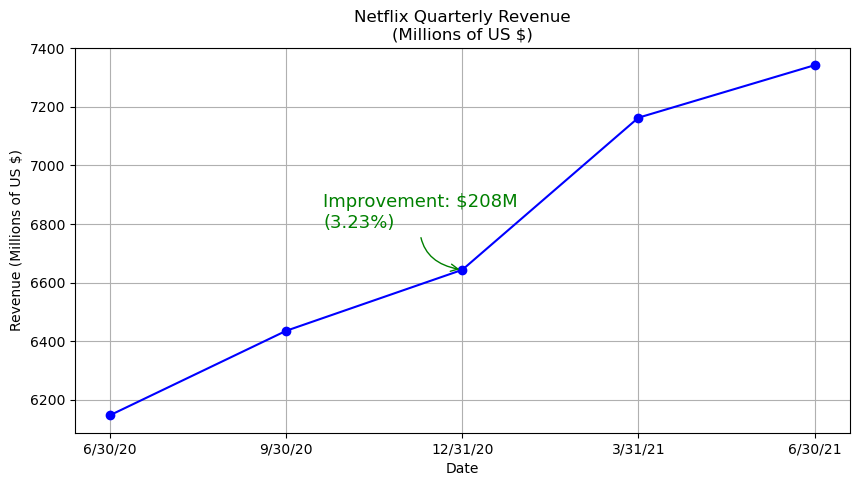 Netflix Quarterly Revenue
(Millions of US $)
Revenue (Millions of US $)
7400
7200
7000
6800
6600
6400
6200
Improvement: $208M
(3.23%)
6/30/20
9/30/20
12/31/20
3/31/21
6/30/21
Date